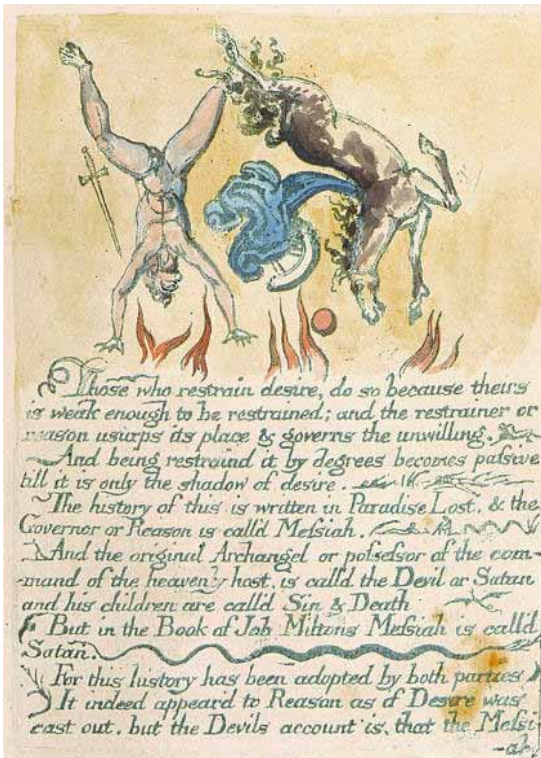 Those who restrain desire, do so because theirs
is weak enough to be restrained; and the restrainer or
reason usurps its place & governs the unwilling.
And being restraind it by degrees becomes passive
till it is only the shadow of desire.
The history of this is written in Paradise Lost, & the
Governor or Reason is call'd Messiah.
And the original Archangel or possessor of the com-
-mand of the heavenly host, is calld the Devil or Satan
and his children are call'd Sin & Death
But in the Book of Job Miltons Messiah is call'd
Satan.
For this history has been adopted by both parties
It indeed appear'd to Reason as if Desire was
cast out, but the Devils account is, that the Messi-
-ah